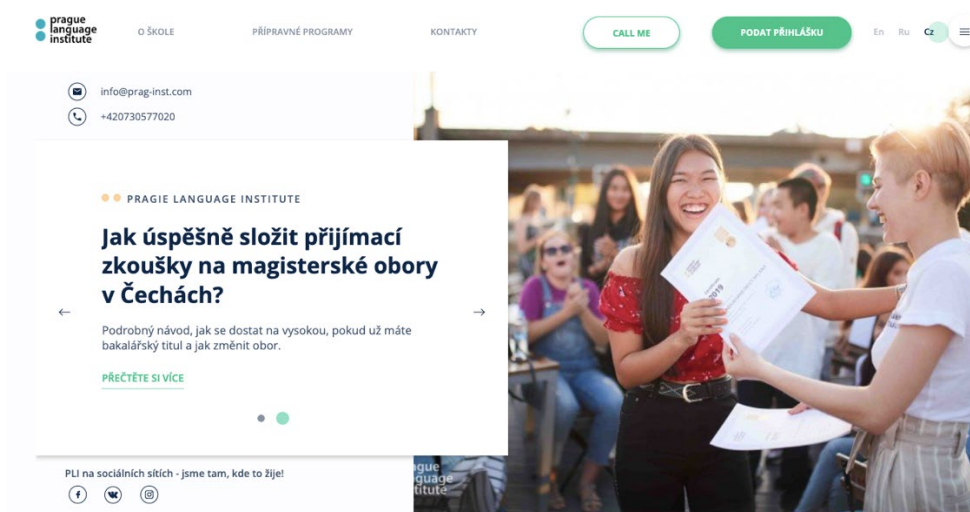 prague
language
institute
O ŠKOLE
PŘÍPRAVNÉ PROGRAMY
KONTAKTY
CALL ME
PODAT PŘIHLÁŠKU
En Ru Cz
info@prag-inst.com
+420730577020
PRAGIE LANGUAGE INSTITUTE
Jak úspěšně složit přijímací
zkoušky na magisterské obory
v Čechách?
Podrobný návod, jak se dostat na vysokou, pokud už máte
bakalářský titul a jak změnit obor.
PŘEČTĚTE SI VÍCE
PLI na sociálních sítích - jsme tam, kde to žije!
2019